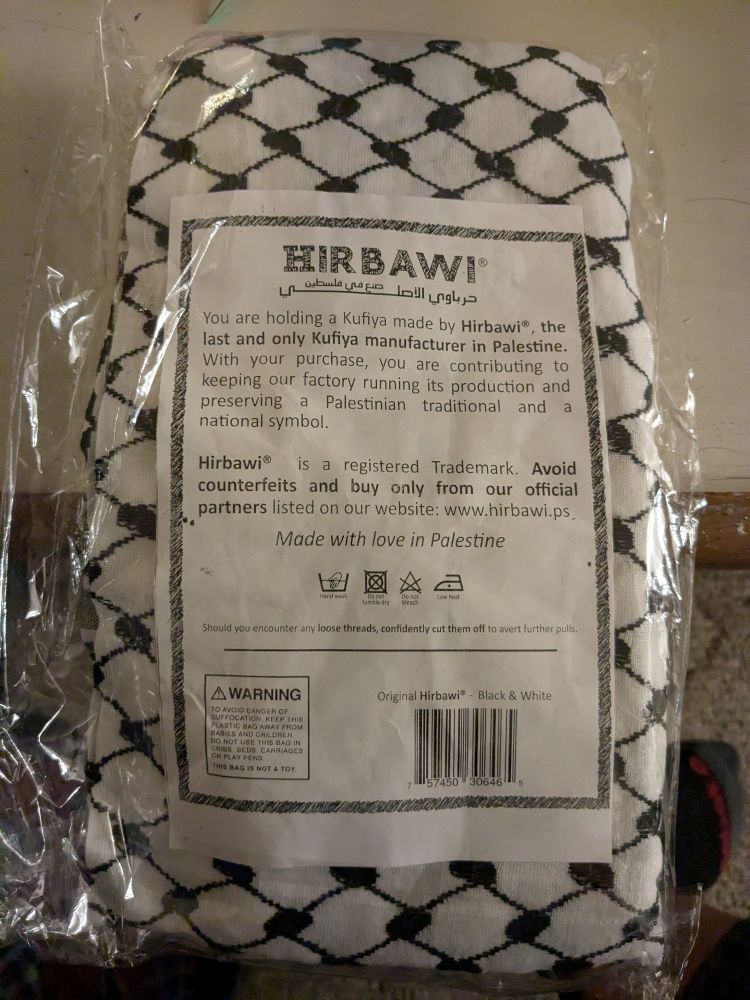 HIRBAWI®
صنع في فلسطين
حرباوي الاصلي
You are holding a Kufiya made by Hirbawi®, the
last and only Kufiya manufacturer in Palestine.
With your purchase, you are contributing to
keeping our factory running its production and
preserving a Palestinian traditional and a
national symbol.
Hirbawi® is a registered Trademark. Avoid
counterfeits and buy only from our official
partners listed on our website: www.hirbawi.ps
Made with love in Palestine
Hand wash
Do not
tumble dry
Do not
bleach
Low heat
Should you encounter any loose threads, confidently cut them off to avert further pulls.
WARNING
TO AVOID DANGER OF
SUFFOCATION, KEEP THIS
PLASTIC BAG AWAY FROM
BABIES AND CHILDREN.
DO NOT USE THIS BAG IN
CRIBS, BEDS, CARRIAGES
OR PLAY PENS.
THIS BAG IS NOT A TOY.
Original Hirbawi® - Black & White
7 57450 30646 5